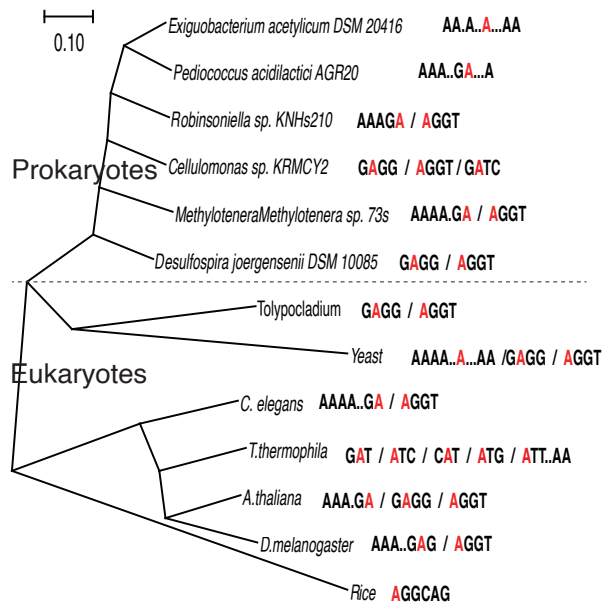 Exiguobacterium acetylicum DSM 20416 AA.A..A...AA
0.10
Pediococcus acidilactici AGR20 AAA..GA...A
Robinsoniella sp. KNHs210 AAAGA / AGGT
Prokaryotes
Cellulomonas sp. KRMCY2 GAGG / AGGT/GATC
MethyloteneraMethylotenera sp. 73s AAAA.GA / AGGT
Desulfospira joergensenii DSM 10085 GAGG / AGGT
Tolypocladium GAGG / AGGT
Yeast AAAA..A...AA /GAGG / AGGT
Eukaryotes
C. elegans AAAA..GA / AGGT
T.thermophila GAT / ATC / CAT / ATG / ATT..AA
A.thaliana AAA.GA / GAGG / AGGT
D.melanogaster AAA..GAG / AGGT
Rice AGGCAG